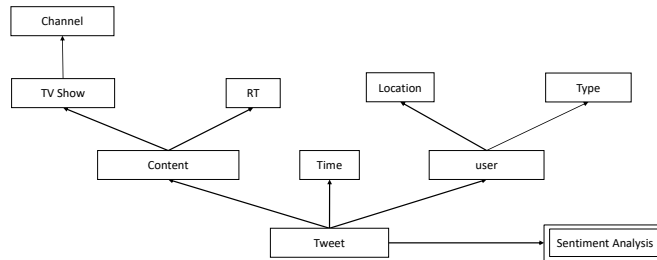 Channel
TV Show
RT
Location
Type
Content
Time
user
Tweet
Sentiment Analysis